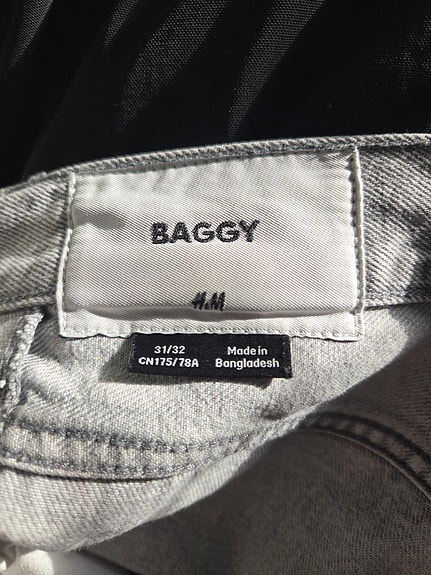 BAGGY
H&M
31/32
CN175/78A
Made in
Bangladesh